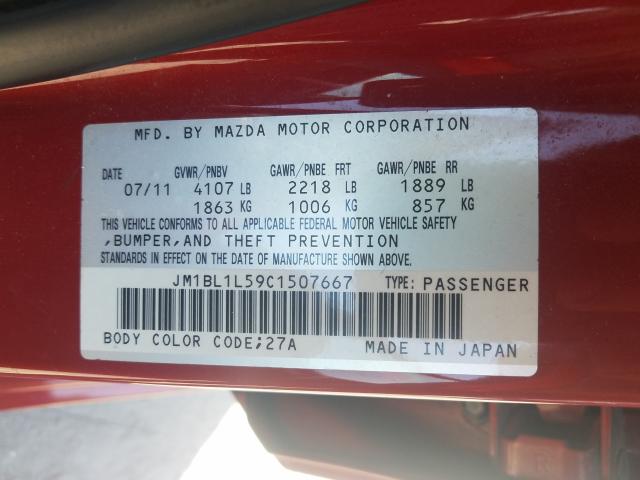 MFD. BY MAZDA MOTOR CORPORATION
DATE GVWR/PNBV GAWR/PNBE FRT GAWR/PNBE RR
07/11 4107 LB 2218 LB 1889 LB
1863 KG 1006 KG 857 KG
THIS VEHICLE CONFORMS TO ALL APPLICABLE FEDERAL MOTOR VEHICLE SAFETY
,BUMPER,AND THEFT PREVENTION
STANDARDS IN EFFECT ON THE DATE OF MANUFACTURE SHOWN ABOVE.
JM1BL1L59C1507667 TYPE: PASSENGER
BODY COLOR CODE;27A MADE IN JAPAN